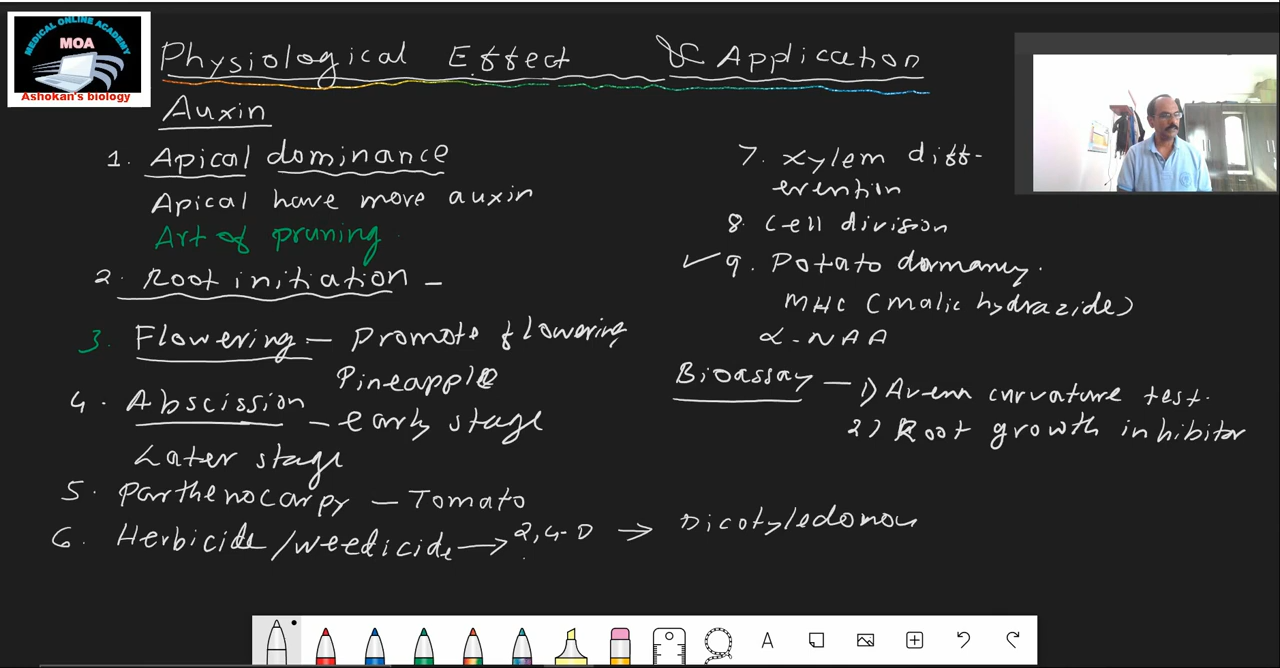 MEDICAL ONLINE ACADEMY
MOA
Ashokan's biology
Physiological Effect & Application
Auxin
1. Apical dominance
Apical have more auxin
Art of pruning
2. Root initiation -
3. Flowering - Promote flowering
Pineapple
4. Abscission - early stage
Later stage
5. Parthenocarpy - Tomato
6. Herbicide/weedicide → 2,4-D → Dicotyledonou
7. Xylem diff-
erention
8. Cell division
✓ 9. Potato dormancy.
MHC (Malic hydrazide)
α-NAA
Bioassay - 1) Avena curvature test.
2) Root growth inhibitor
A